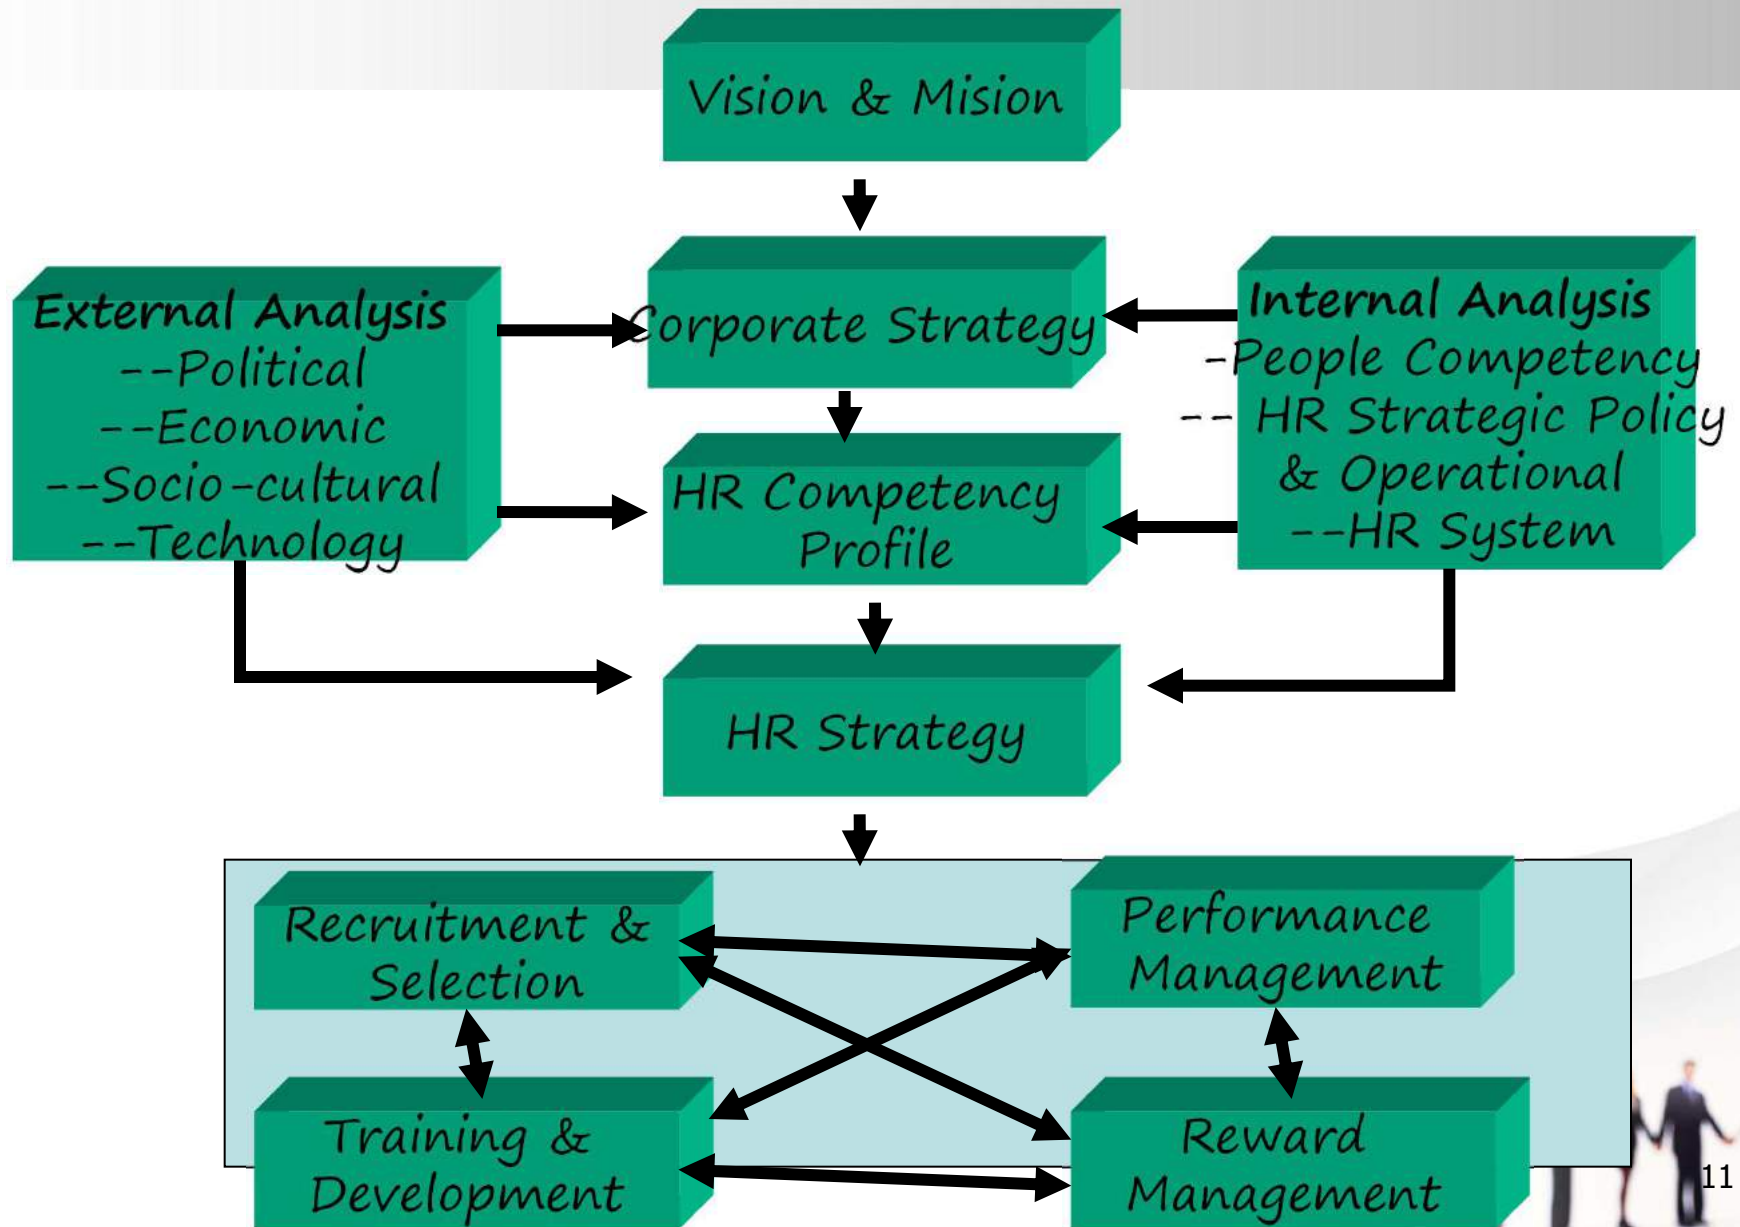 Vision & Mision
External Analysis
--Political
--Economic
--Socio-cultural
--Technology
Corporate Strategy
Internal Analysis
-People Competency
-- HR Strategic Policy
& Operational
--HR System
HR Competency
Profile
HR Strategy
Recruitment &
Selection
Performance
Management
Training &
Development
Reward
Management
11